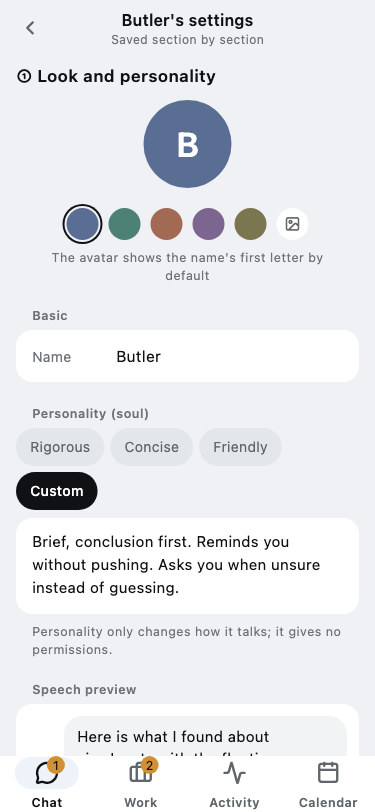 Butler's settings
Saved section by section
① Look and personality
B
The avatar shows the name's first letter by
default
Basic
Name Butler
Personality (soul)
Rigorous Concise Friendly
Custom
Brief, conclusion first. Reminds you
without pushing. Asks you when unsure
instead of guessing.
Personality only changes how it talks; it gives no
permissions.
Speech preview
Here is what I found about
1 2
Chat Work Activity Calendar